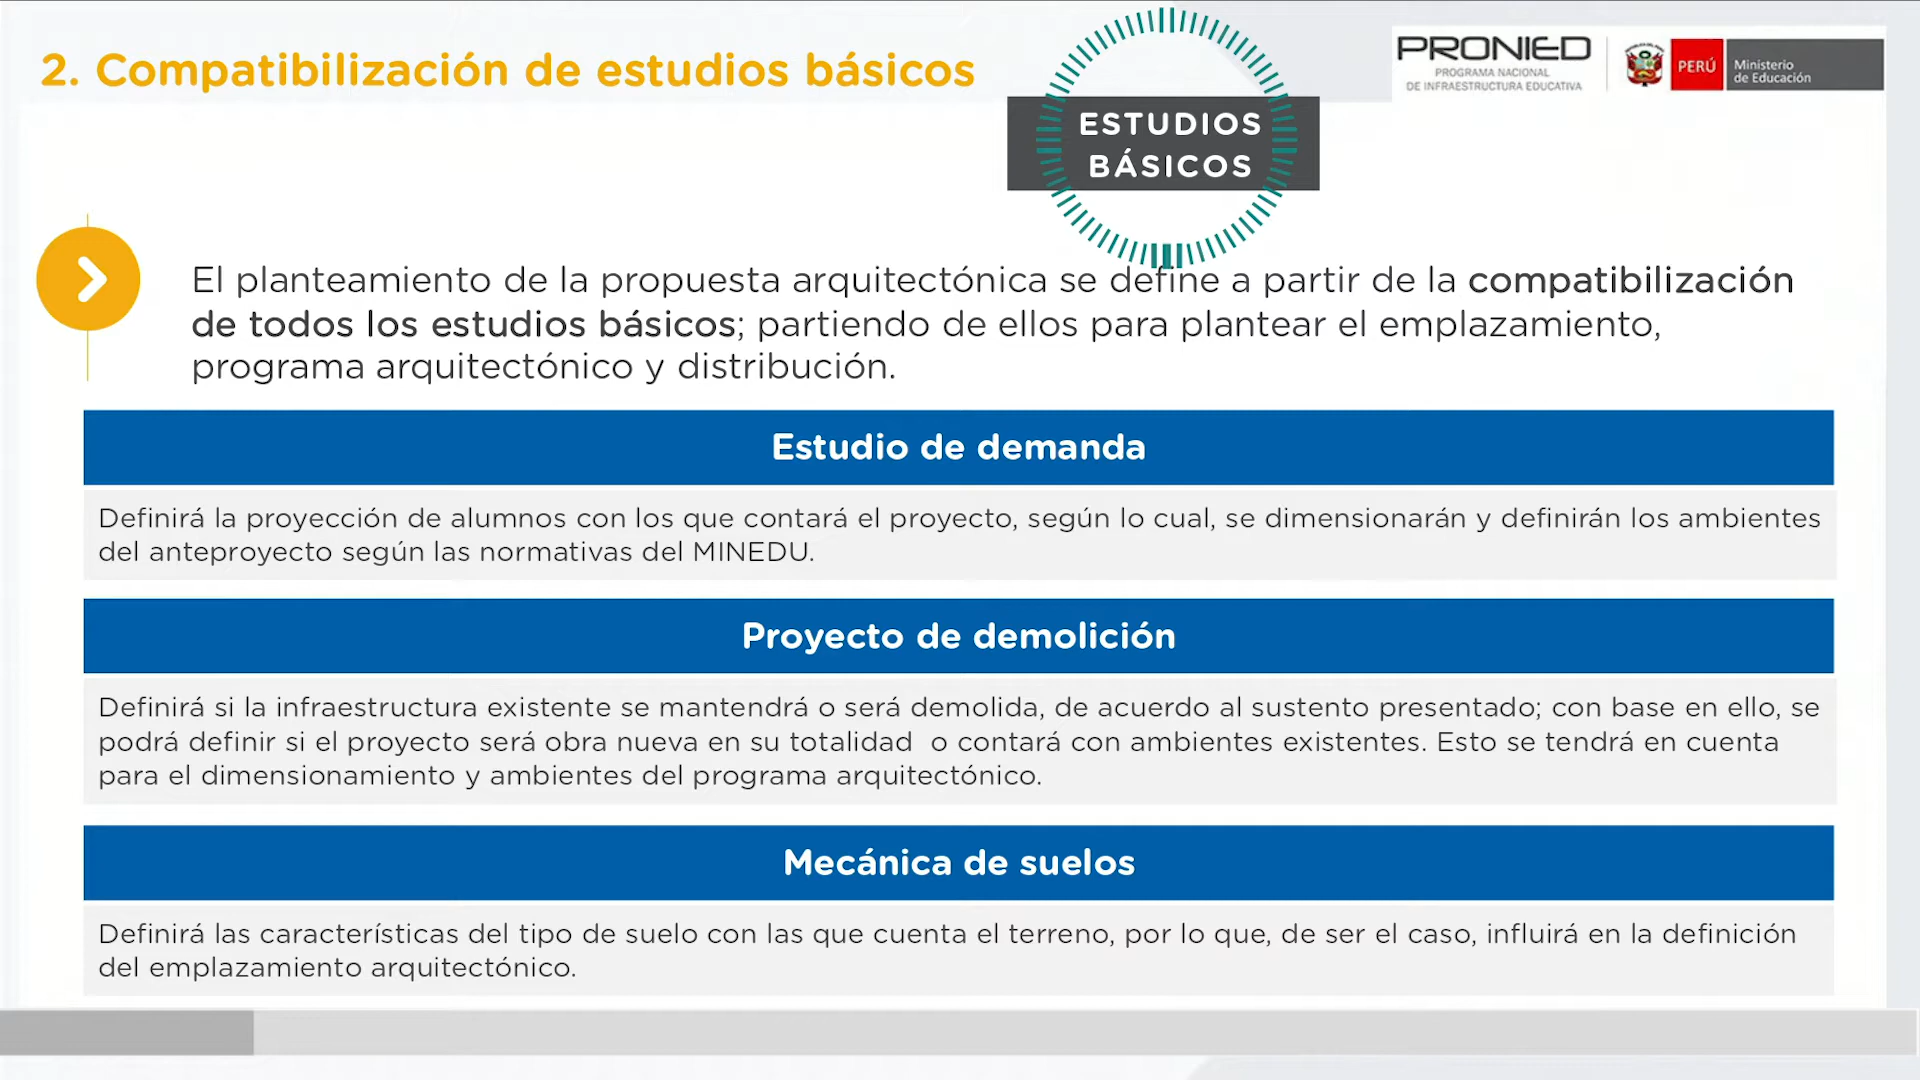 2. Compatibilización de estudios básicos
ESTUDIOS
BÁSICOS
PRONIED
PROGRAMA NACIONAL
DE INFRAESTRUCTURA EDUCATIVA
PERÚ
Ministerio
de Educación
El planteamiento de la propuesta arquitectónica se define a partir de la compatibilización
de todos los estudios básicos; partiendo de ellos para plantear el emplazamiento,
programa arquitectónico y distribución.
Estudio de demanda
Definirá la proyección de alumnos con los que contará el proyecto, según lo cual, se dimensionarán y definirán los ambientes
del anteproyecto según las normativas del MINEDU.
Proyecto de demolición
Definirá si la infraestructura existente se mantendrá o será demolida, de acuerdo al sustento presentado; con base en ello, se
podrá definir si el proyecto será obra nueva en su totalidad  o contará con ambientes existentes. Esto se tendrá en cuenta
para el dimensionamiento y ambientes del programa arquitectónico.
Mecánica de suelos
Definirá las características del tipo de suelo con las que cuenta el terreno, por lo que, de ser el caso, influirá en la definición
del emplazamiento arquitectónico.